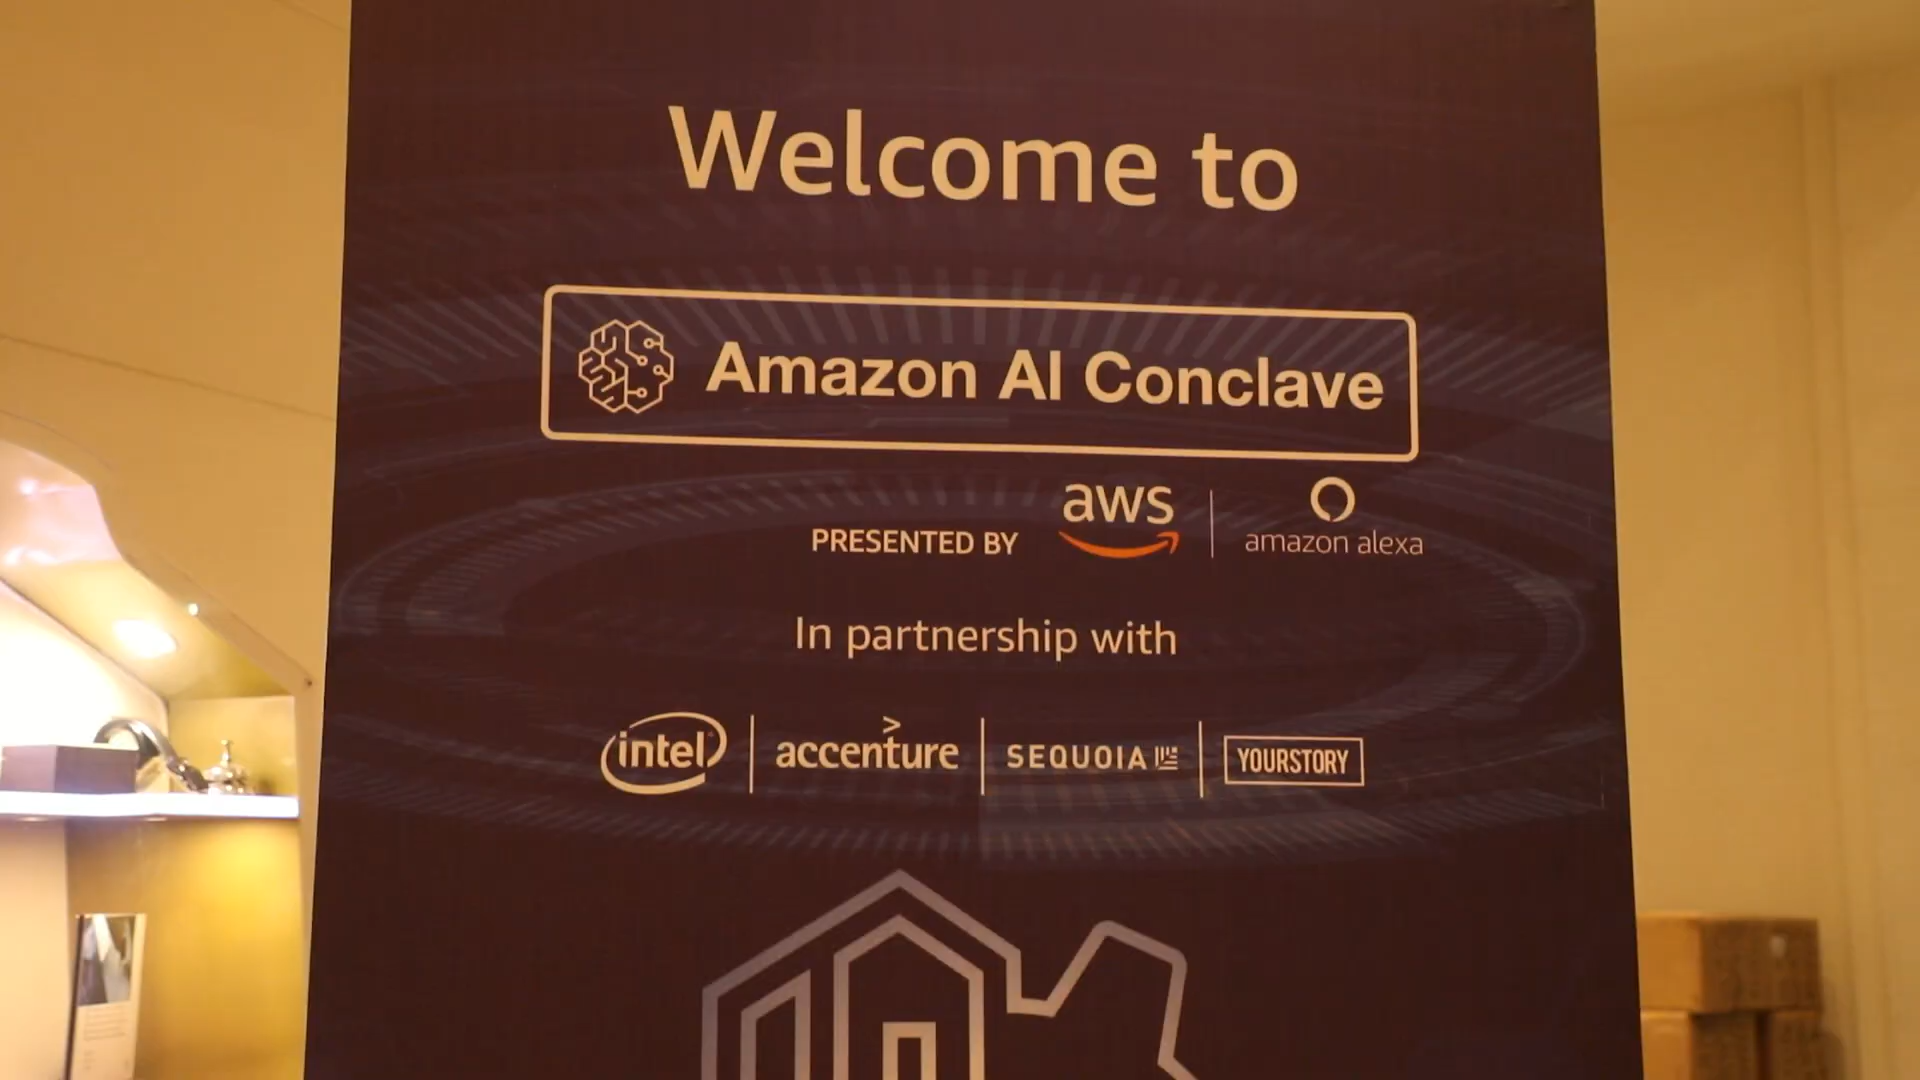 Welcome to
Amazon AI Conclave
PRESENTED BY aws amazon alexa
In partnership with
intel accenture SEQUOIA YOURSTORY